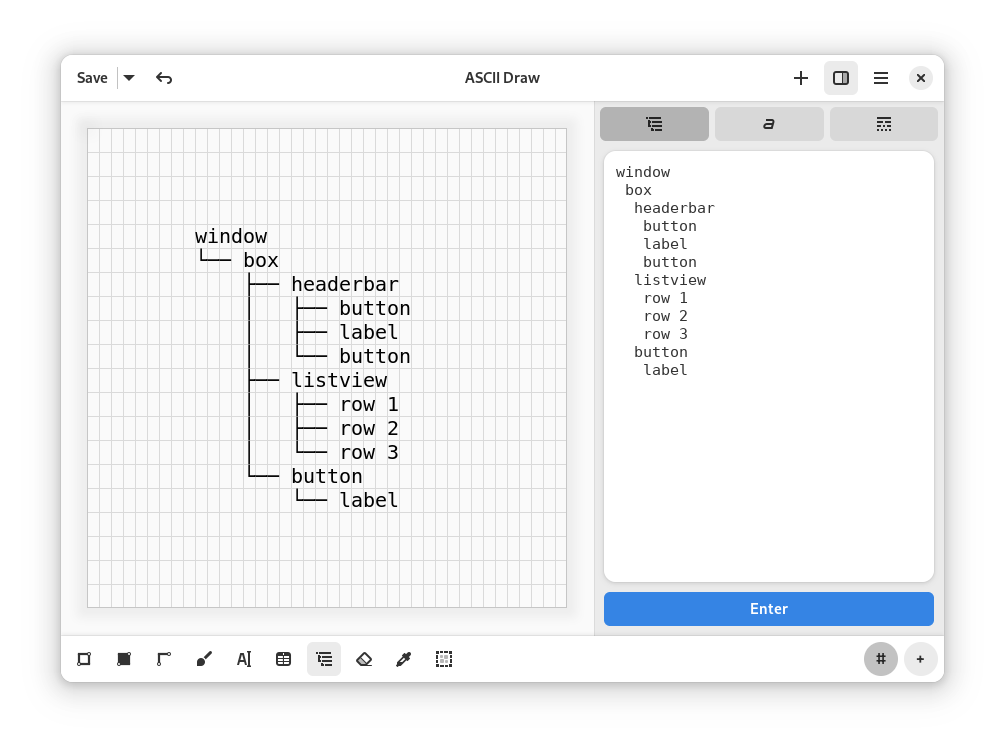 Save ASCII Draw
window
└── box
    ├── headerbar
    │   ├── button
    │   ├── label
    │   └── button
    ├── listview
    │   ├── row 1
    │   ├── row 2
    │   └── row 3
    └── button
        └── label
a
window
 box
  headerbar
   button
   label
   button
  listview
   row 1
   row 2
   row 3
  button
   label
Enter
A
# +